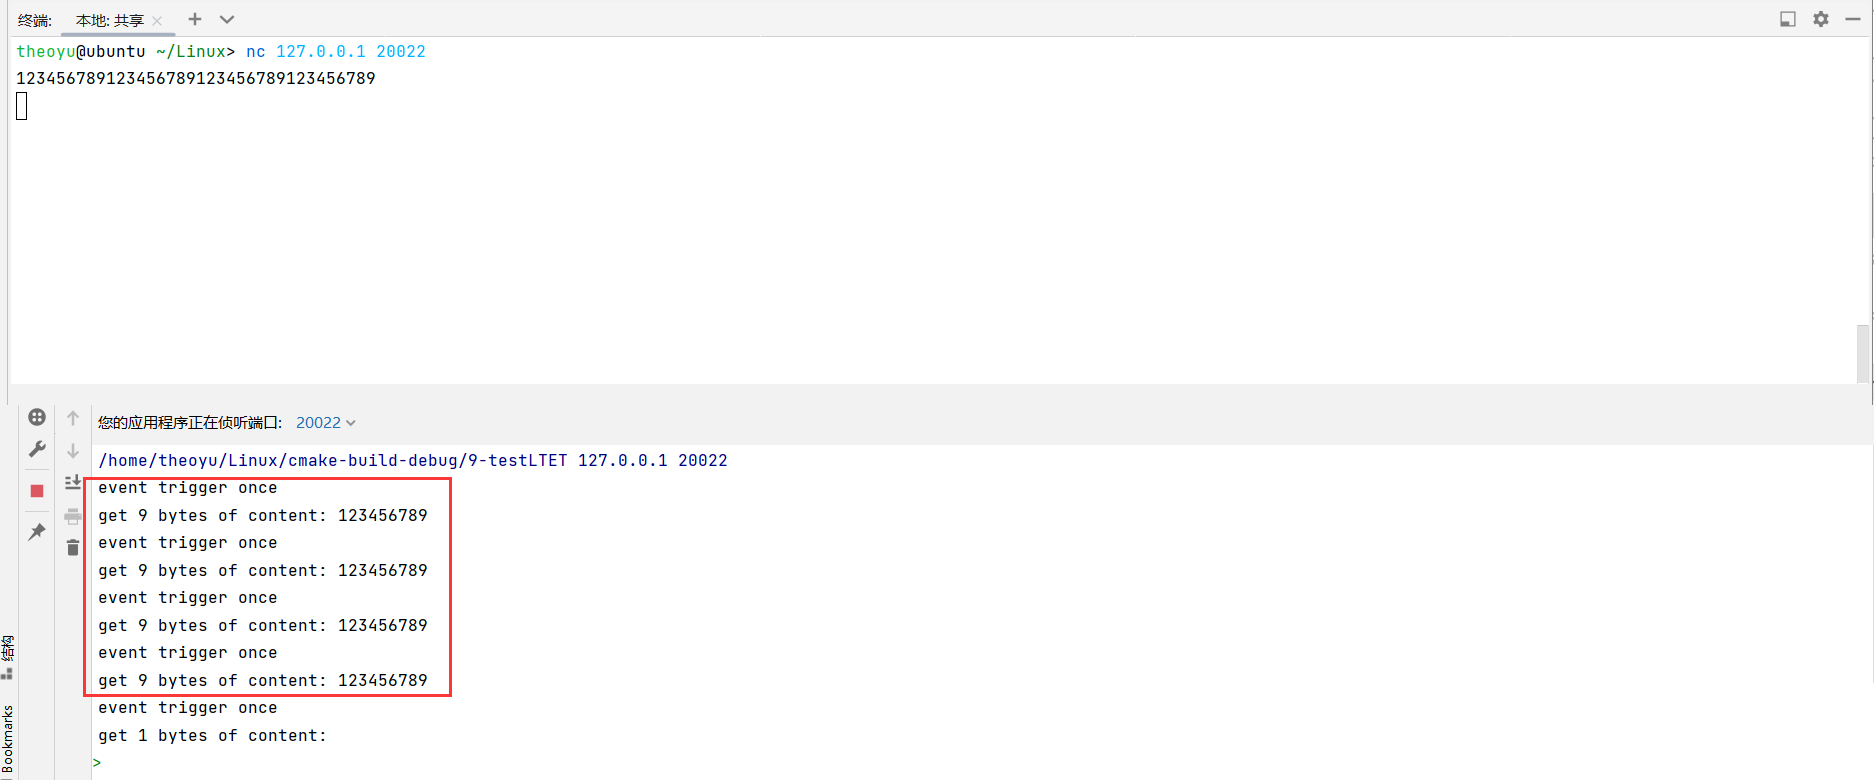 终端: 本地: 共享
theoyu@ubuntu ~/Linux> nc 127.0.0.1 20022
123456789123456789123456789123456789
您的应用程序正在侦听端口: 20022
/home/theoyu/Linux/cmake-build-debug/9-testLTET 127.0.0.1 20022
event trigger once
get 9 bytes of content: 123456789
event trigger once
get 9 bytes of content: 123456789
event trigger once
get 9 bytes of content: 123456789
event trigger once
get 9 bytes of content: 123456789
event trigger once
get 1 bytes of content:
>
结构
Bookmarks